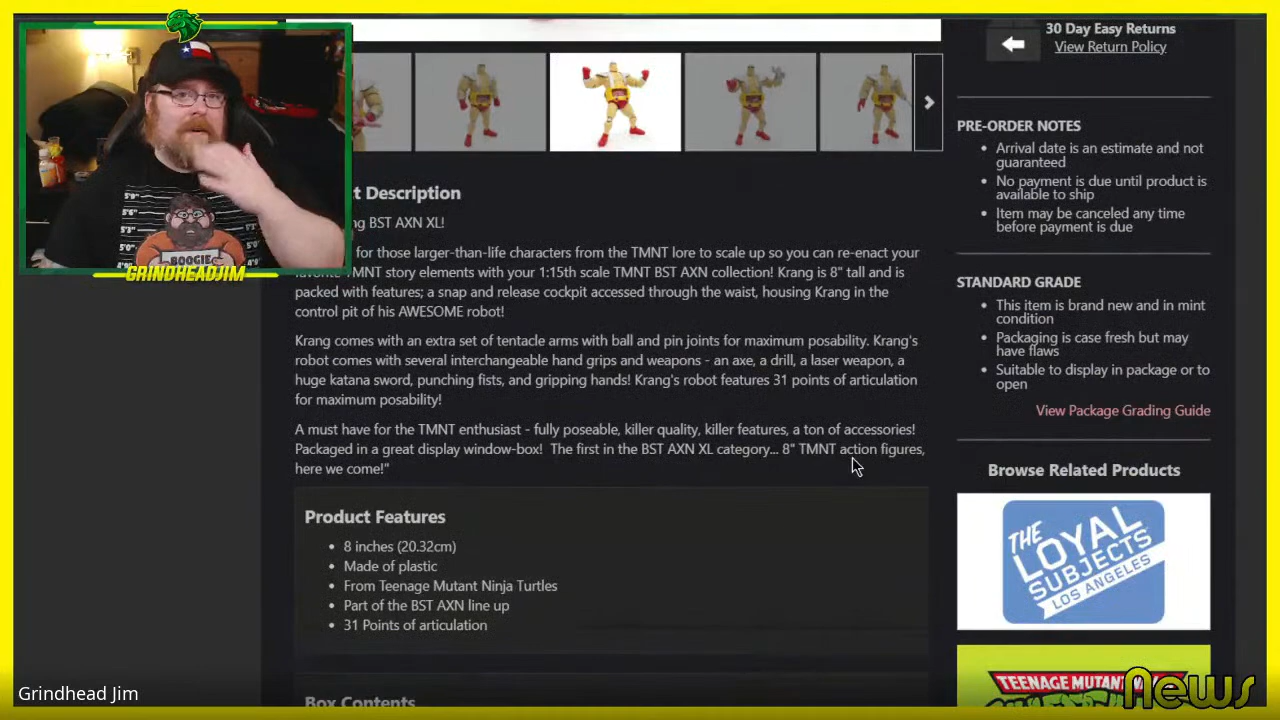 30 Day Easy Returns
View Return Policy
PRE-ORDER NOTES
• Arrival date is an estimate and not
guaranteed
• No payment is due until product is
available to ship
• Item may be canceled any time
before payment is due
STANDARD GRADE
• This item is brand new and in mint
condition
• Packaging is case fresh but may
have flaws
• Suitable to display in package or to
open
View Package Grading Guide
Browse Related Products
THE
LOYAL
SUBJECTS
LOS ANGELES
TEENAGE MUTANT
News
5'9"
5'6"
5'3"
5'0"
BOOGIE
GRINDHEADJIM
t Description
BST AXN XL!
for those larger-than-life characters from the TMNT lore to scale up so you can re-enact your
TMNT story elements with your 1:15th scale TMNT BST AXN collection! Krang is 8" tall and is
packed with features; a snap and release cockpit accessed through the waist, housing Krang in the
control pit of his AWESOME robot!
Krang comes with an extra set of tentacle arms with ball and pin joints for maximum posability. Krang's
robot comes with several interchangeable hand grips and weapons - an axe, a drill, a laser weapon, a
huge katana sword, punching fists, and gripping hands! Krang's robot features 31 points of articulation
for maximum posability!
A must have for the TMNT enthusiast - fully poseable, killer quality, killer features, a ton of accessories!
Packaged in a great display window-box! The first in the BST AXN XL category... 8" TMNT action figures,
here we come!"
Product Features
• 8 inches (20.32cm)
• Made of plastic
• From Teenage Mutant Ninja Turtles
• Part of the BST AXN line up
• 31 Points of articulation
Box Contents
Grindhead Jim